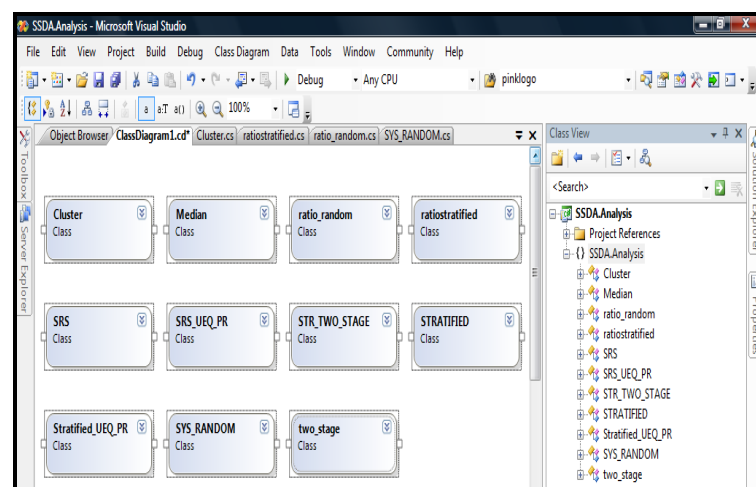 SSDA.Analysis - Microsoft Visual Studio
File Edit View Project Build Debug Class Diagram Data Tools Window Community Help
Debug Any CPU pinklogo
a a:T a() 100%
Object Browser ClassDiagram1.cd* Cluster.cs ratiostratified.cs ratio_random.cs SYS_RANDOM.cs
Toolbox
Server Explorer
Cluster
Class
Median
Class
ratio_random
Class
ratiostratified
Class
SRS
Class
SRS_UEQ_PR
Class
STR_TWO_STAGE
Class
STRATIFIED
Class
Stratified_UEQ_PR
Class
SYS_RANDOM
Class
two_stage
Class
Class View
<Search>
SSDA.Analysis
Project References
{} SSDA.Analysis
Cluster
Median
ratio_random
ratiostratified
SRS
SRS_UEQ_PR
STR_TWO_STAGE
STRATIFIED
Stratified_UEQ_PR
SYS_RANDOM
two_stage
Solution Explorer
Properties